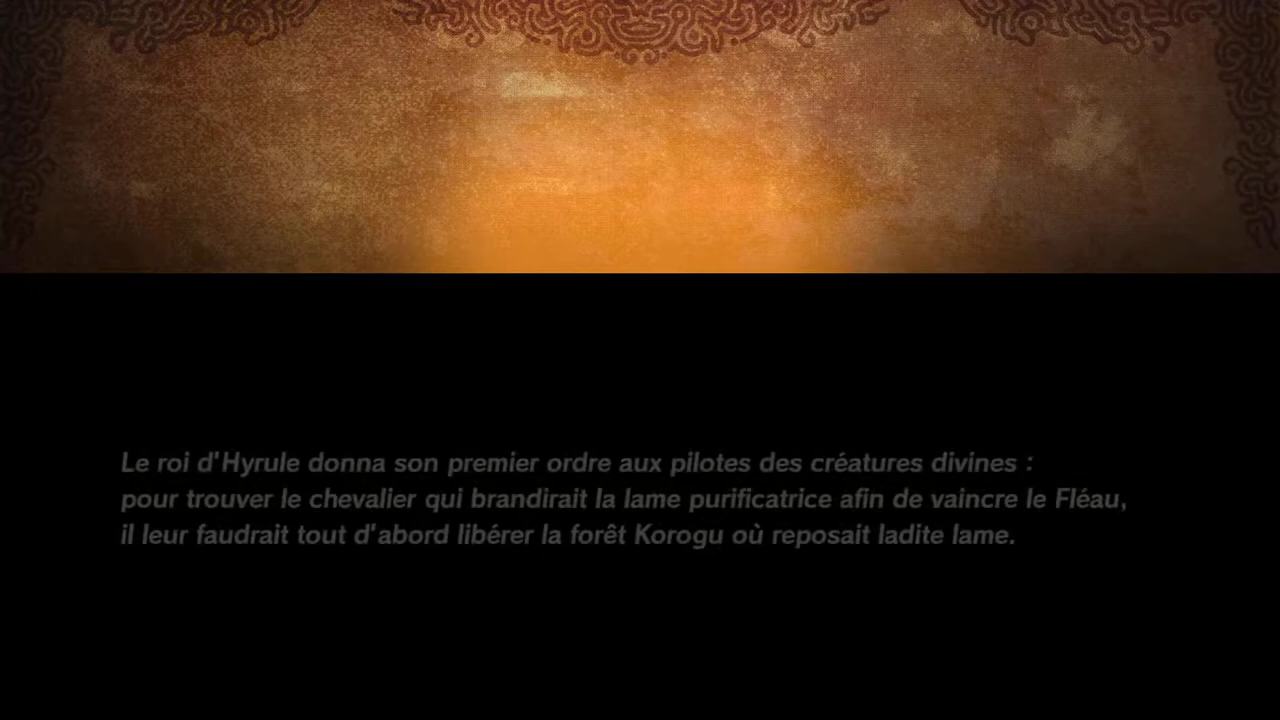 Le roi d'Hyrule donna son premier ordre aux pilotes des créatures divines :
pour trouver le chevalier qui brandirait la lame purificatrice afin de vaincre le Fléau,
il leur faudrait tout d'abord libérer la forêt Korogu où reposait ladite lame.